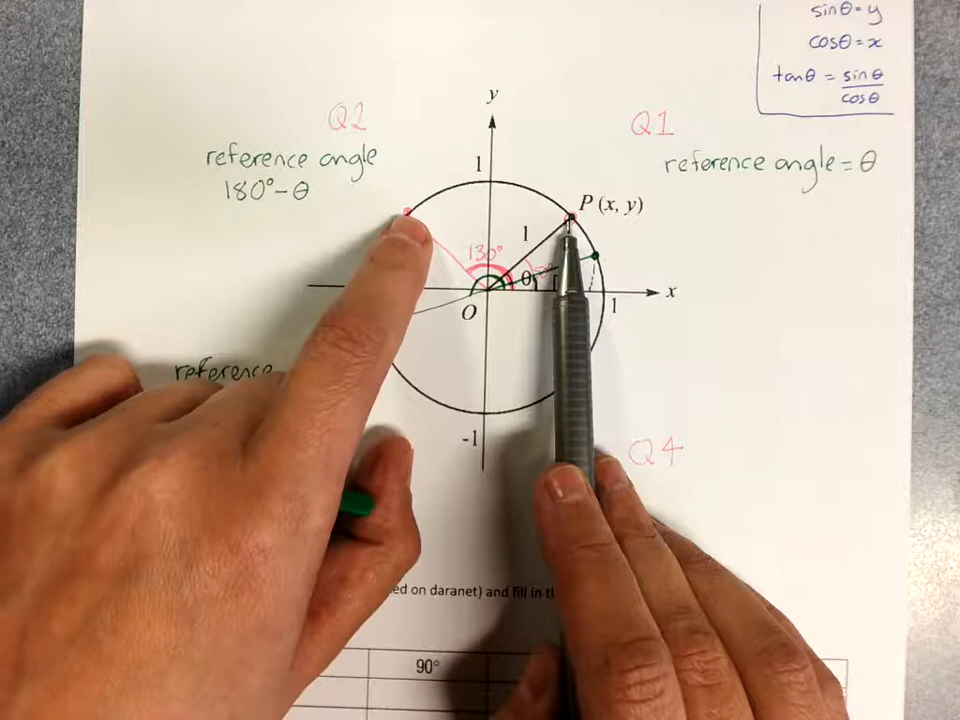 sinθ=y
cosθ=x
tanθ = sinθ
cosθ
y
Q2
Q1
reference angle
180°-θ
reference angle = θ
1
P (x, y)
1
130°
θ
x
O
1
reference
-1
Q4
ed on daranet) and fill in
90°